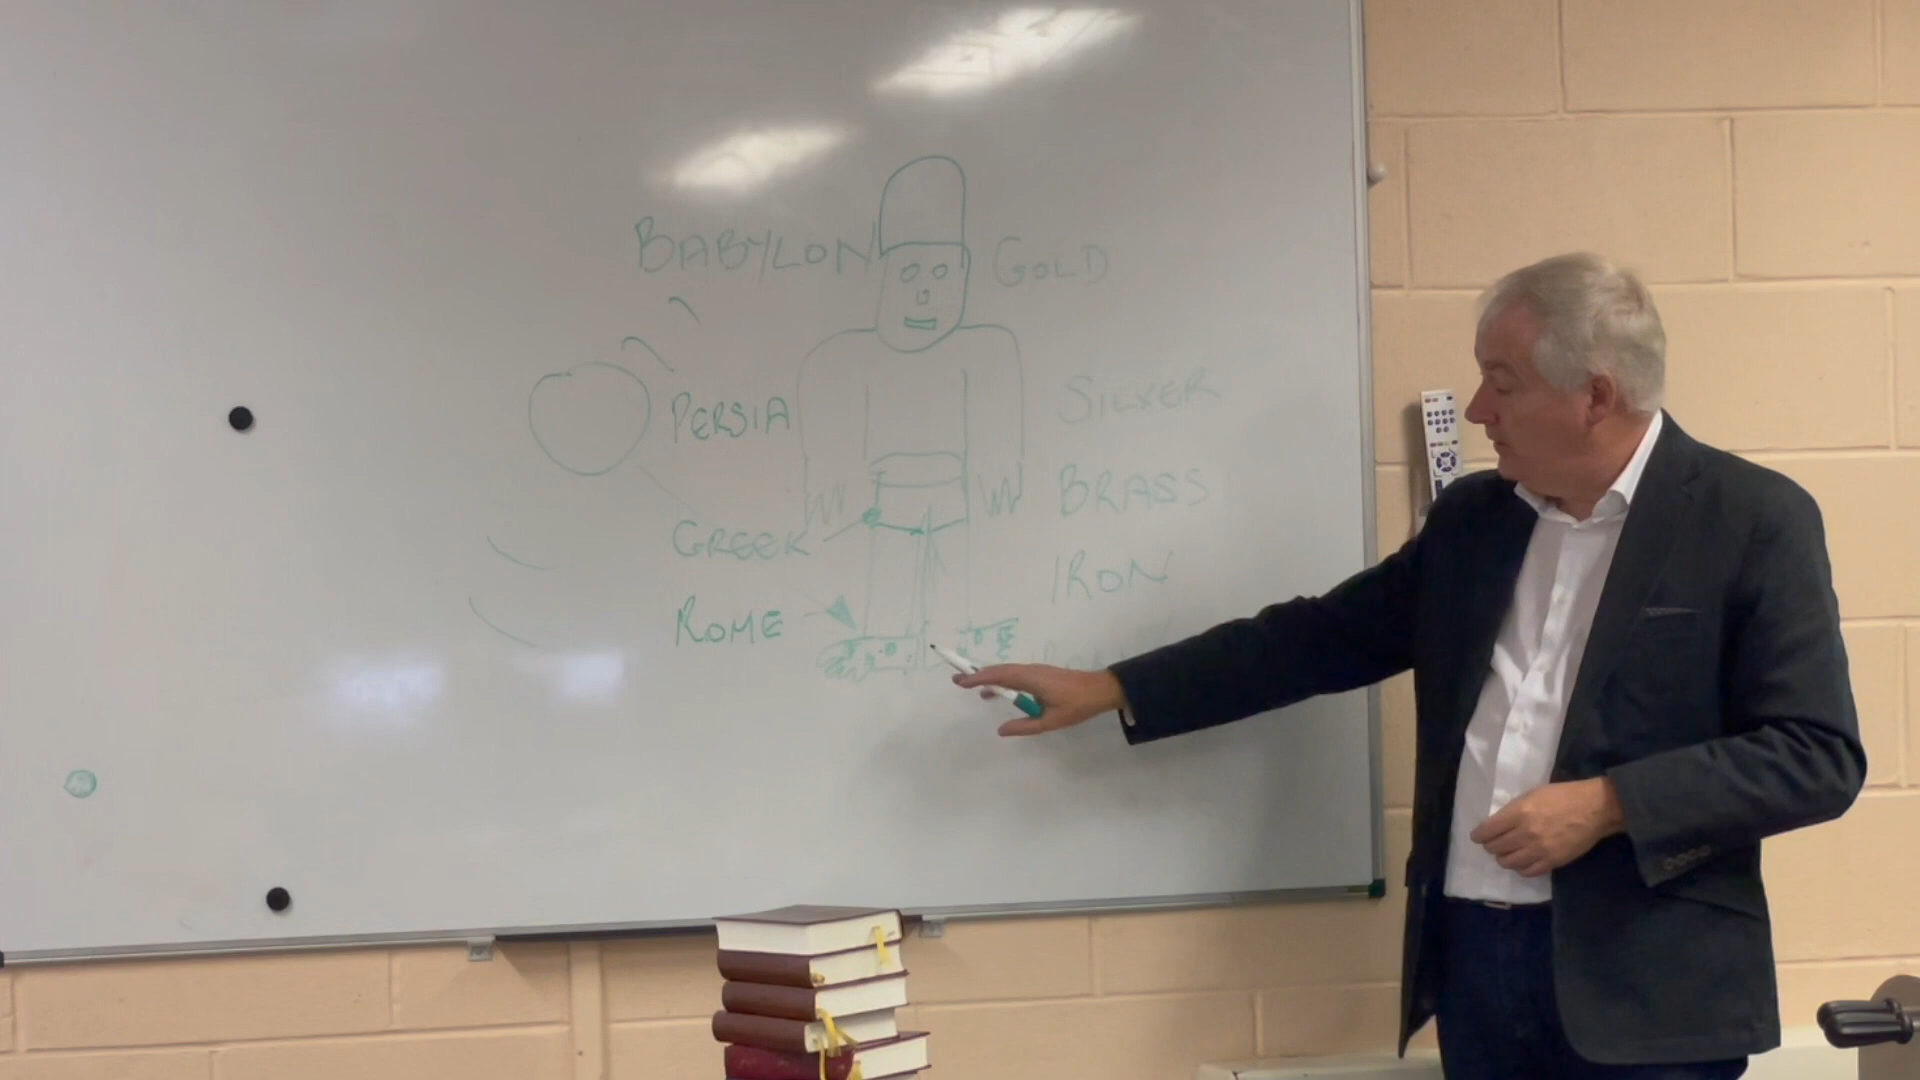 BABYLON GOLD
PERSIA SILVER
BRASS
GREEK
IRON
ROME